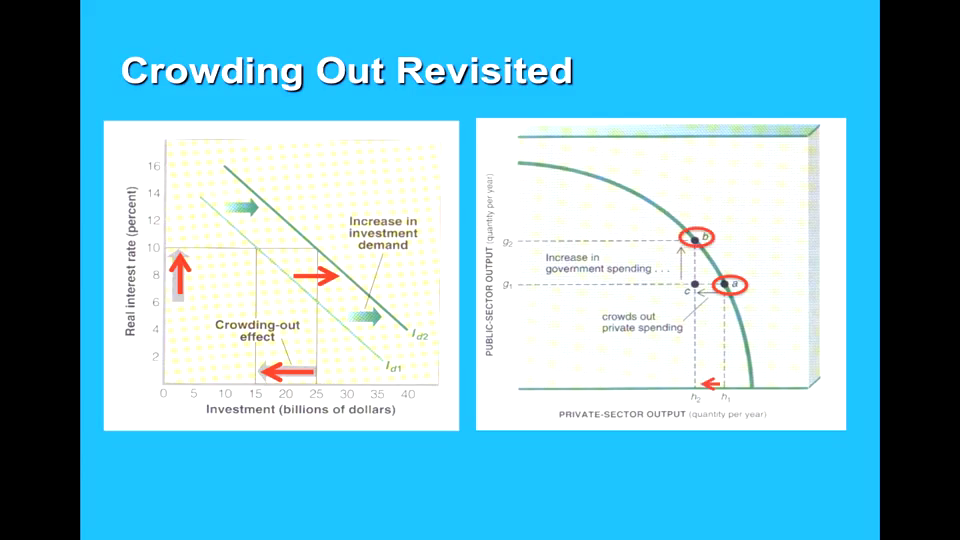 Crowding Out Revisited
Real interest rate (percent)
16
14
12
10
8
6
4
2
Increase in
investment
demand
Crowding-out
effect
Id2
Id1
0 5 10 15 20 25 30 35 40
Investment (billions of dollars)
PUBLIC-SECTOR OUTPUT (quantity per year)
g2
b
Increase in
government spending . . .
g1
c
a
crowds out
private spending
h2 h1
PRIVATE-SECTOR OUTPUT (quantity per year)